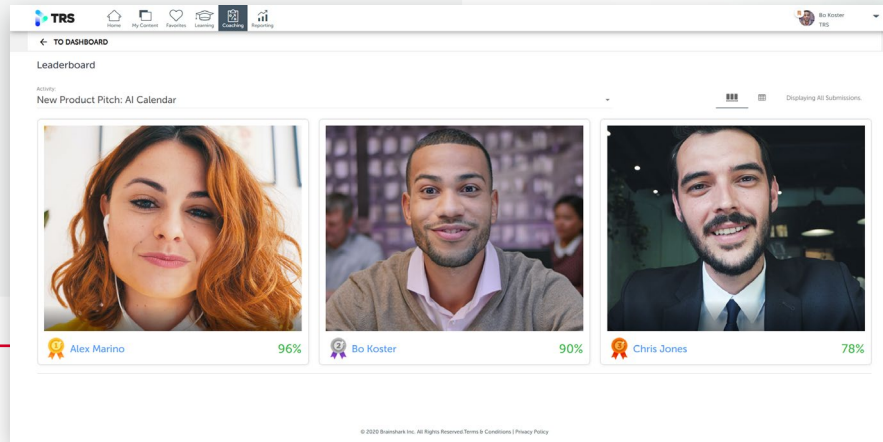 TRS
Home My Content Favorites Learning Coaching Reporting
Bo Koster
TRS
← TO DASHBOARD
Leaderboard
Activity:
New Product Pitch: AI Calendar
Displaying All Submissions.
Alex Marino 96%
2 Bo Koster 90%
Chris Jones 78%
© 2020 Brainshark Inc. All Rights Reserved.Terms & Conditions | Privacy Policy